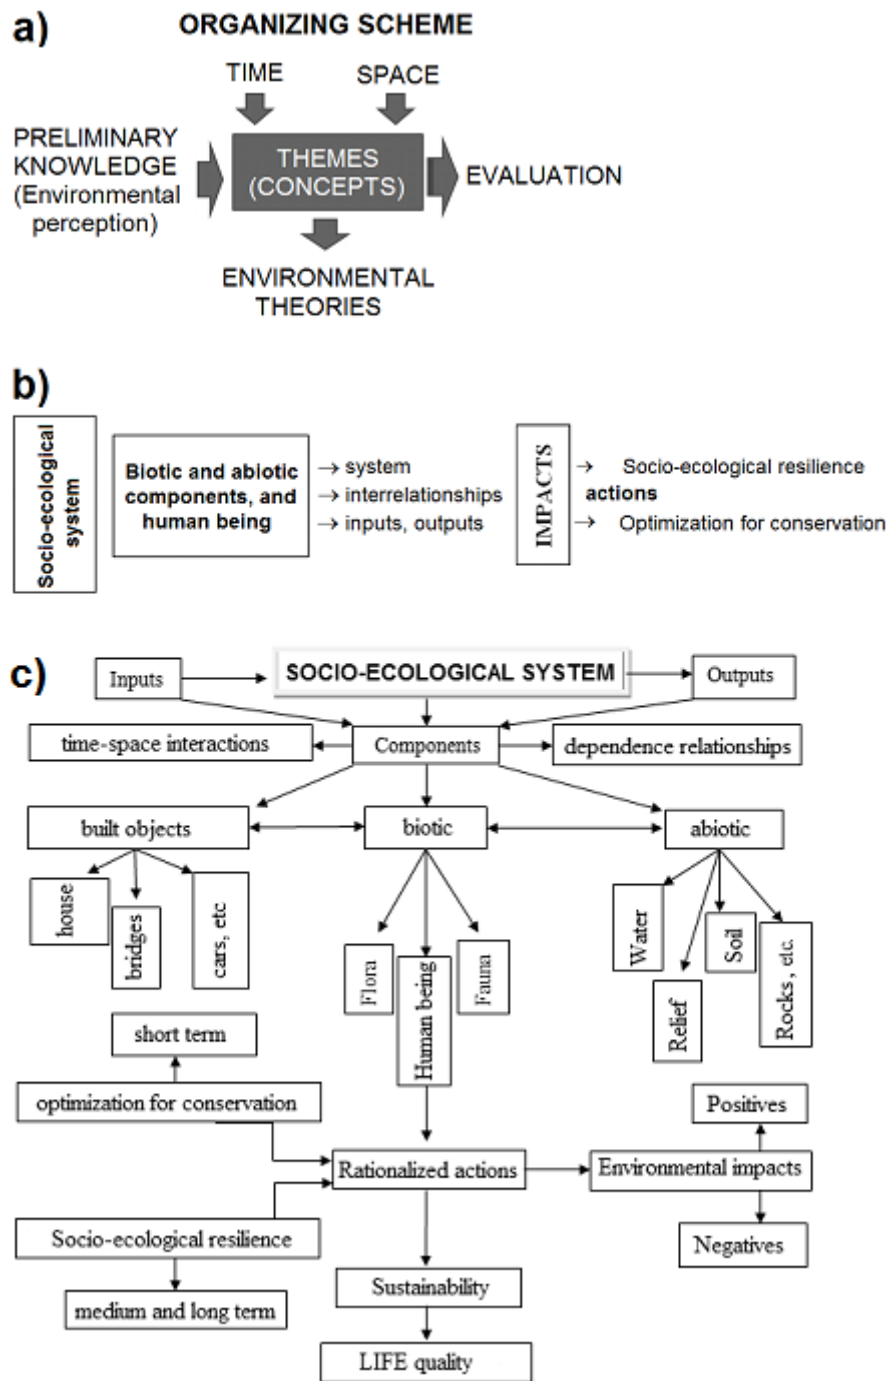 a)
ORGANIZING SCHEME
TIME
SPACE
PRELIMINARY
KNOWLEDGE
(Environmental
perception)
THEMES
(CONCEPTS)
EVALUATION
ENVIRONMENTAL
THEORIES
b)
Socio-ecological
system
Biotic and abiotic
components, and
human being
→ system
→ interrelationships
→ inputs, outputs
IMPACTS
→ Socio-ecological resilience
actions
→ Optimization for conservation
c)
Inputs
SOCIO-ECOLOGICAL SYSTEM
Outputs
time-space interactions
Components
dependence relationships
built objects
biotic
abiotic
house
bridges
cars, etc
Flora
Human being
Fauna
Water
Relief
Soil
Rocks, etc.
short term
optimization for conservation
Positives
Rationalized actions
Environmental impacts
Socio-ecological resilience
Negatives
medium and long term
Sustainability
LIFE quality